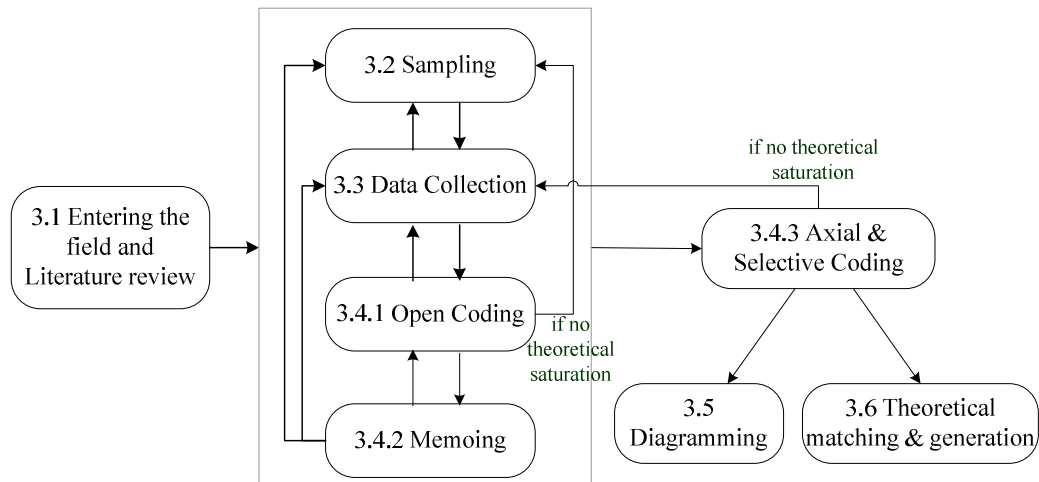 3.1 Entering the
field and
Literature review
3.2 Sampling
3.3 Data Collection
3.4.1 Open Coding
if no
theoretical
saturation
3.4.2 Memoing
if no theoretical
saturation
3.4.3 Axial &
Selective Coding
3.5
Diagramming
3.6 Theoretical
matching & generation